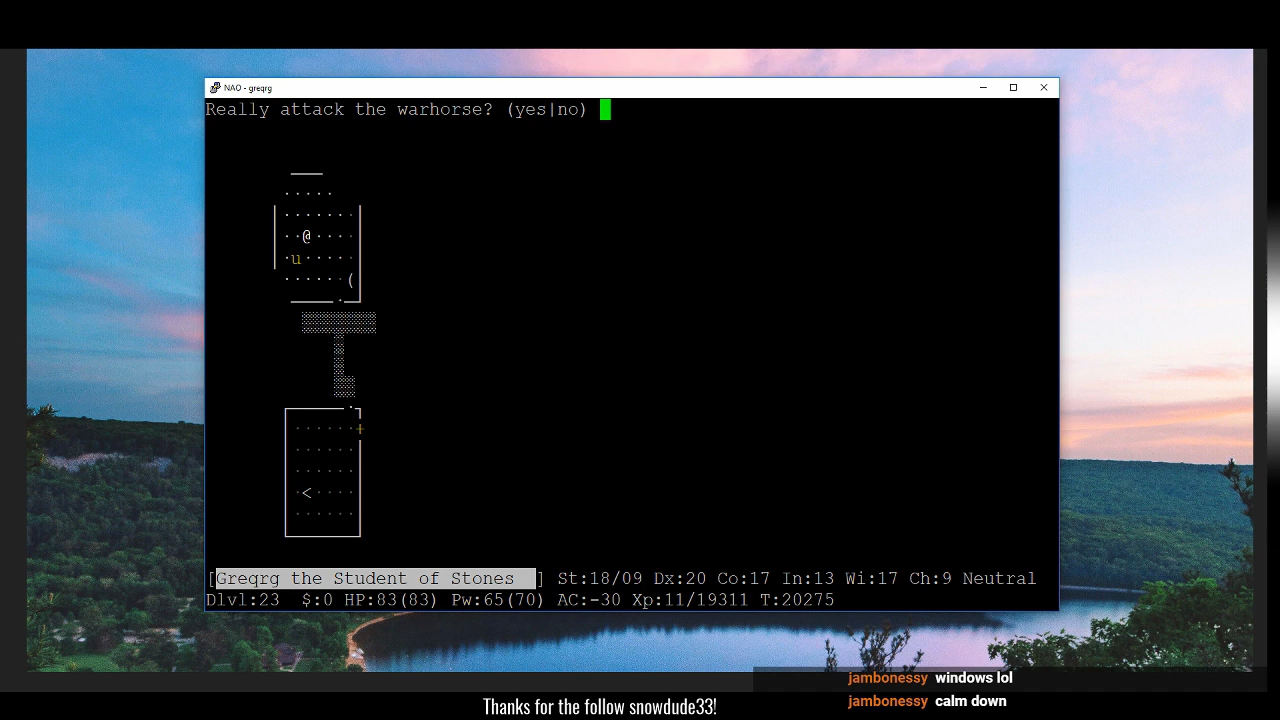 NAO - greqrg
Really attack the warhorse? (yes|no)
@
u
(
+
<
[Greqrg the Student of Stones ] St:18/09 Dx:20 Co:17 In:13 Wi:17 Ch:9 Neutral
Dlvl:23 $:0 HP:83(83) Pw:65(70) AC:-30 Xp:11/19311 T:20275
jambonessy windows lol
jambonessy calm down
Thanks for the follow snowdude33!